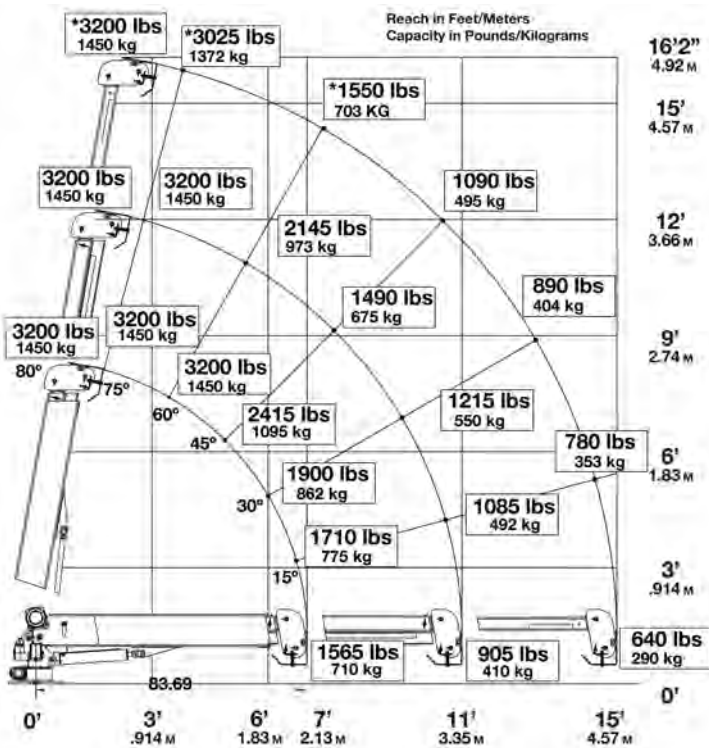 Reach in Feet/Meters
Capacity in Pounds/Kilograms
*3200 lbs
1450 kg
*3025 lbs
1372 kg
16'2"
4.92 M
*1550 lbs
703 KG
15'
4.57 M
3200 lbs
1450 kg
3200 lbs
1450 kg
1090 lbs
495 kg
12'
3.66 M
2145 lbs
973 kg
890 lbs
404 kg
1490 lbs
675 kg
3200 lbs
1450 kg
3200 lbs
1450 kg
9'
2.74 M
80º
75º
3200 lbs
1450 kg
60º
1215 lbs
550 kg
2415 lbs
1095 kg
45º
780 lbs
353 kg
6'
1.83 M
1900 lbs
862 kg
30º
1085 lbs
492 kg
1710 lbs
775 kg
15º
3'
.914 M
1565 lbs
710 kg
905 lbs
410 kg
640 lbs
290 kg
83.69
0'
0'
3'
.914 M
6'
1.83 M
7'
2.13 M
11'
3.35 M
15'
4.57 M